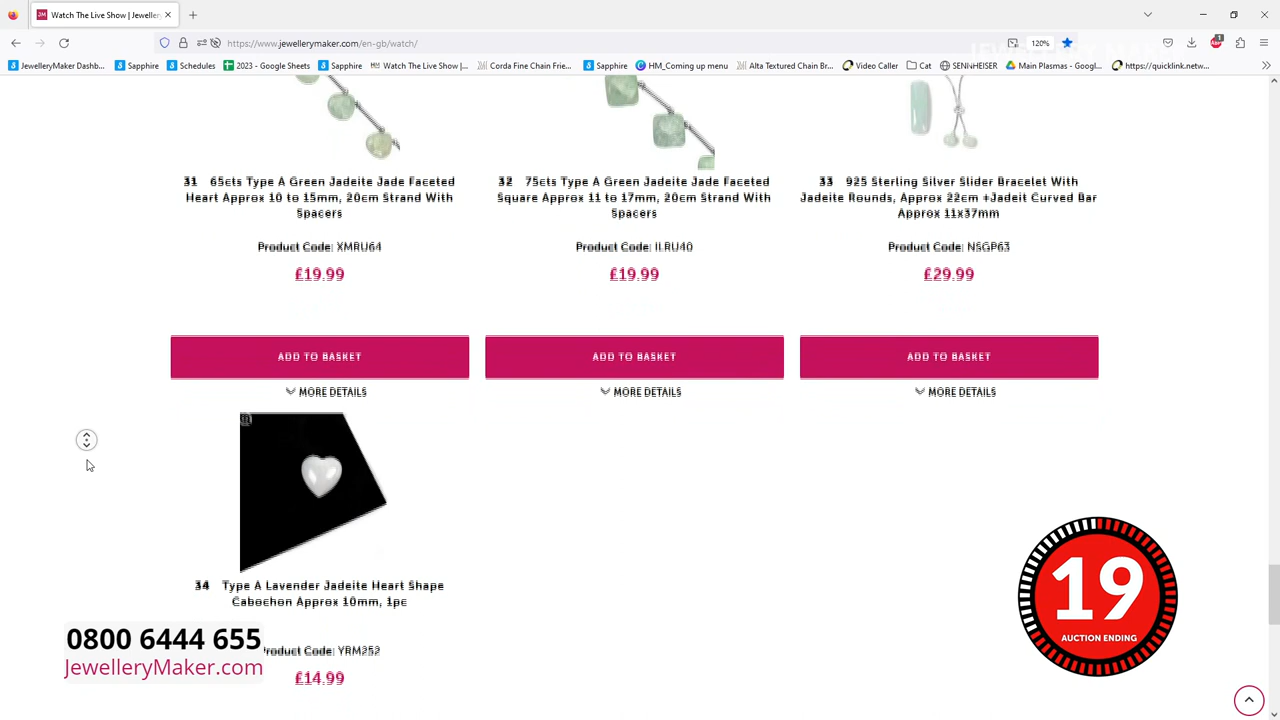 Watch The Live Show | Jeweller
https://www.jewellerymaker.com/en-gb/watch/
120%
JewelleryMaker Dashb...
Sapphire
Schedules
2023 - Google Sheets
Sapphire
Watch The Live Show |...
Corda Fine Chain Frie...
Sapphire
HM_Coming up menu
Alta Textured Chain Br...
Video Caller
Cat
SENNHEISER
Main Plasmas - Googl...
https://quicklink.netw...
31 65cts Type A Green Jadeite Jade Faceted
Heart Approx 10 to 15mm, 20cm Strand With
Spacers
Product Code: XMRU64
£19.99
ADD TO BASKET
MORE DETAILS
32 75cts Type A Green Jadeite Jade Faceted
Square Approx 11 to 17mm, 20cm Strand With
Spacers
Product Code: ILRU40
£19.99
ADD TO BASKET
MORE DETAILS
33 925 Sterling Silver Slider Bracelet With
Jadeite Rounds, Approx 22cm +Jadeit Curved Bar
Approx 11x37mm
Product Code: NSGP63
£29.99
ADD TO BASKET
MORE DETAILS
34 Type A Lavender Jadeite Heart Shape
Cabochon Approx 10mm, 1pc
roduct Code: YRM252
£14.99
0800 6444 655
JewelleryMaker.com
19
AUCTION ENDING